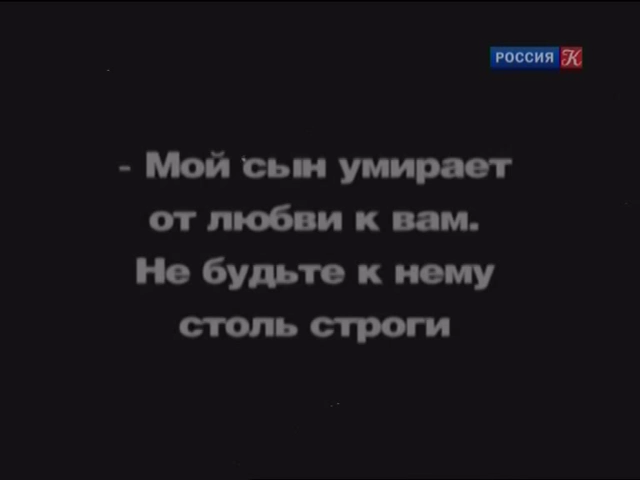 РОССИЯ К
- Мой сын умирает
от любви к вам.
Не будьте к нему
столь строги